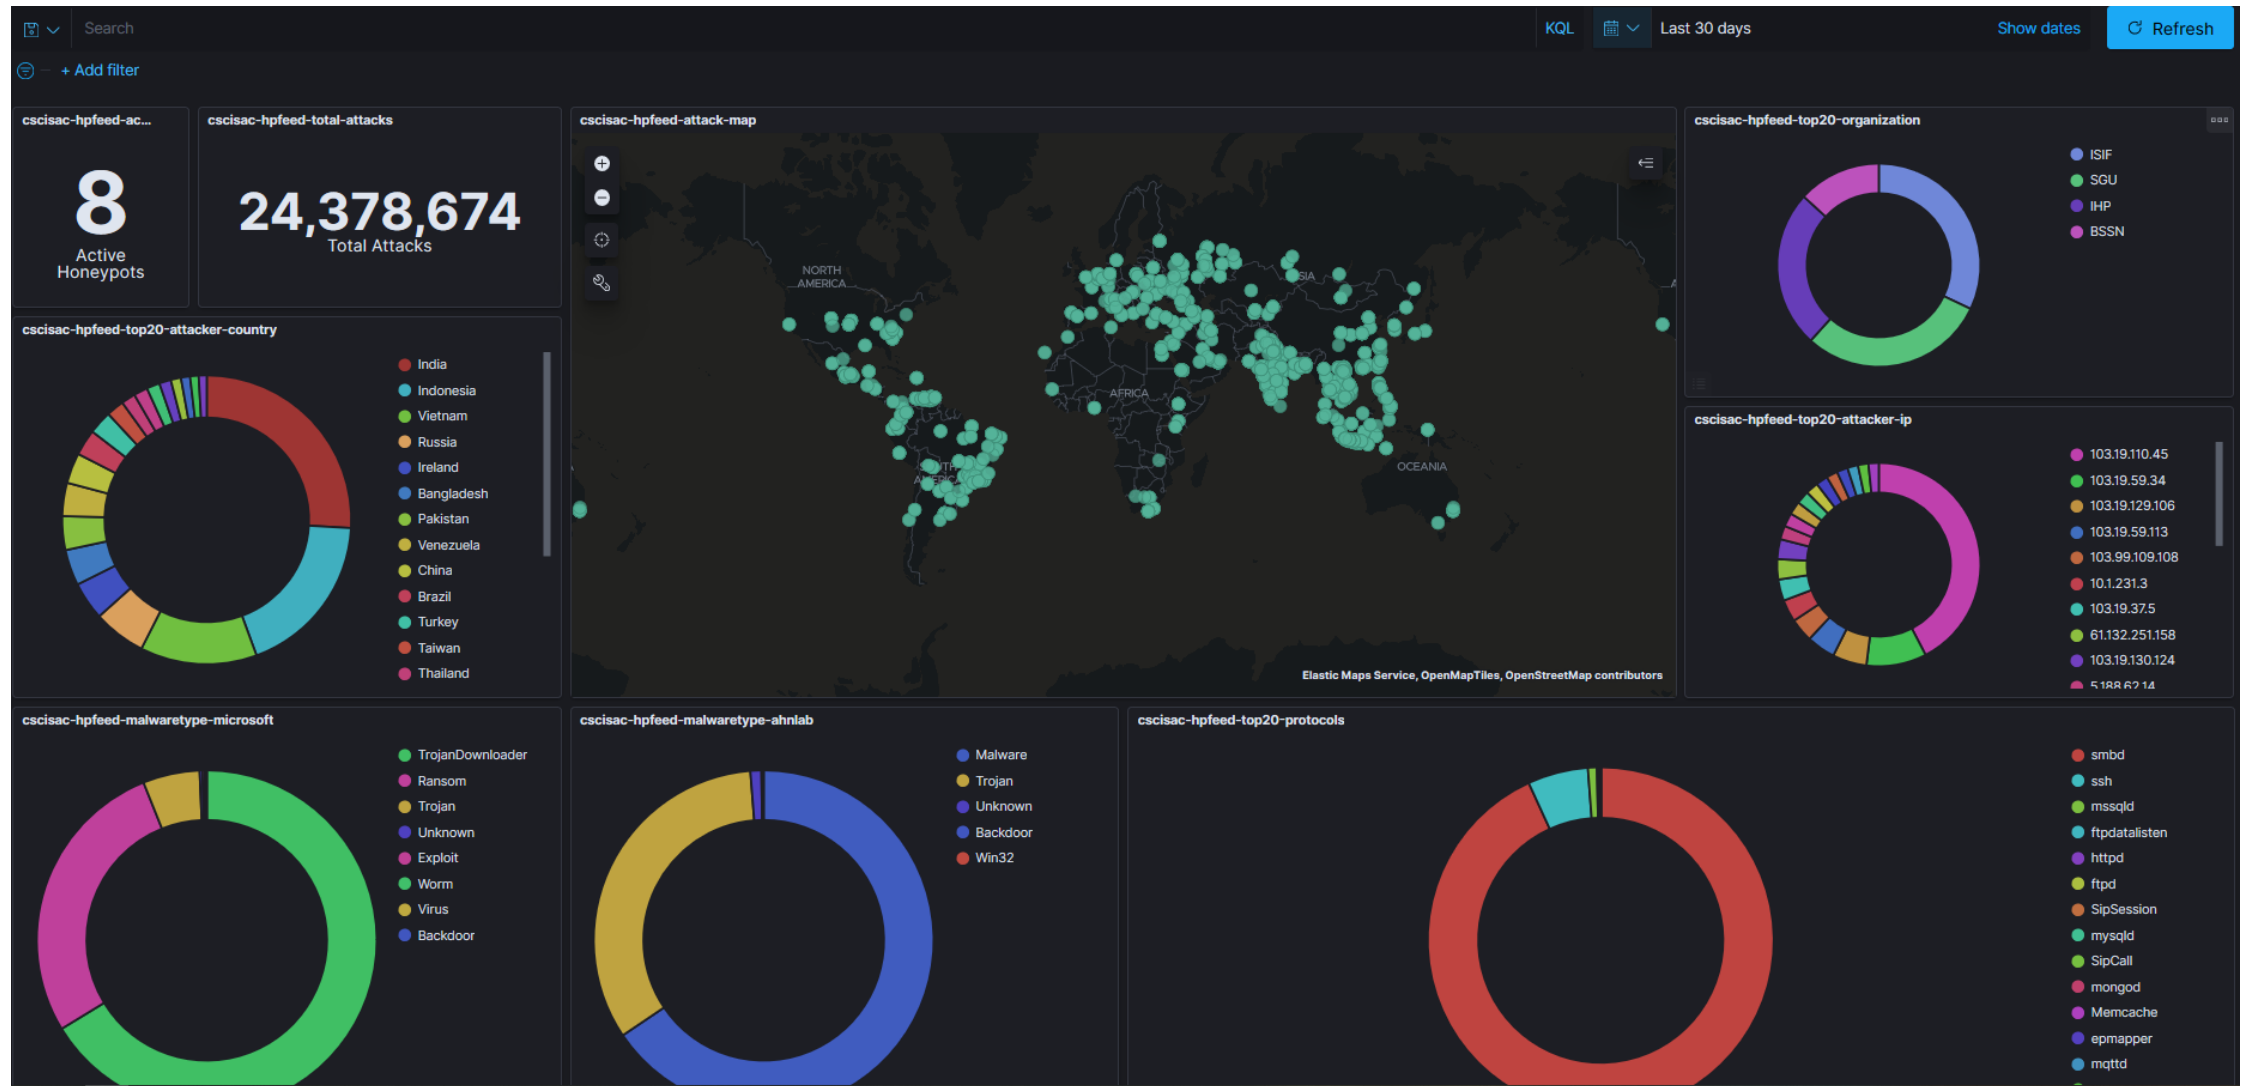 Search
KQL
Last 30 days
Show dates
Refresh
+ Add filter
cscisac-hpfeed-ac...
8
Active
Honeypots
cscisac-hpfeed-total-attacks
24,378,674
Total Attacks
cscisac-hpfeed-attack-map
NORTH
AMERICA
AFRICA
OCEANIA
Elastic Maps Service, OpenMapTiles, OpenStreetMap contributors
cscisac-hpfeed-top20-organization
ISIF
SGU
IHP
BSSN
cscisac-hpfeed-top20-attacker-country
India
Indonesia
Vietnam
Russia
Ireland
Bangladesh
Pakistan
Venezuela
China
Brazil
Turkey
Taiwan
Thailand
cscisac-hpfeed-top20-attacker-ip
103.19.110.45
103.19.59.34
103.19.129.106
103.19.59.113
103.99.109.108
10.1.231.3
103.19.37.5
61.132.251.158
103.19.130.124
5.188.62.14
cscisac-hpfeed-malwaretype-microsoft
TrojanDownloader
Ransom
Trojan
Unknown
Exploit
Worm
Virus
Backdoor
cscisac-hpfeed-malwaretype-ahnlab
Malware
Trojan
Unknown
Backdoor
Win32
cscisac-hpfeed-top20-protocols
smbd
ssh
mssqld
ftpdatalisten
httpd
ftpd
SipSession
mysqld
SipCall
mongod
Memcache
epmapper
mqttd